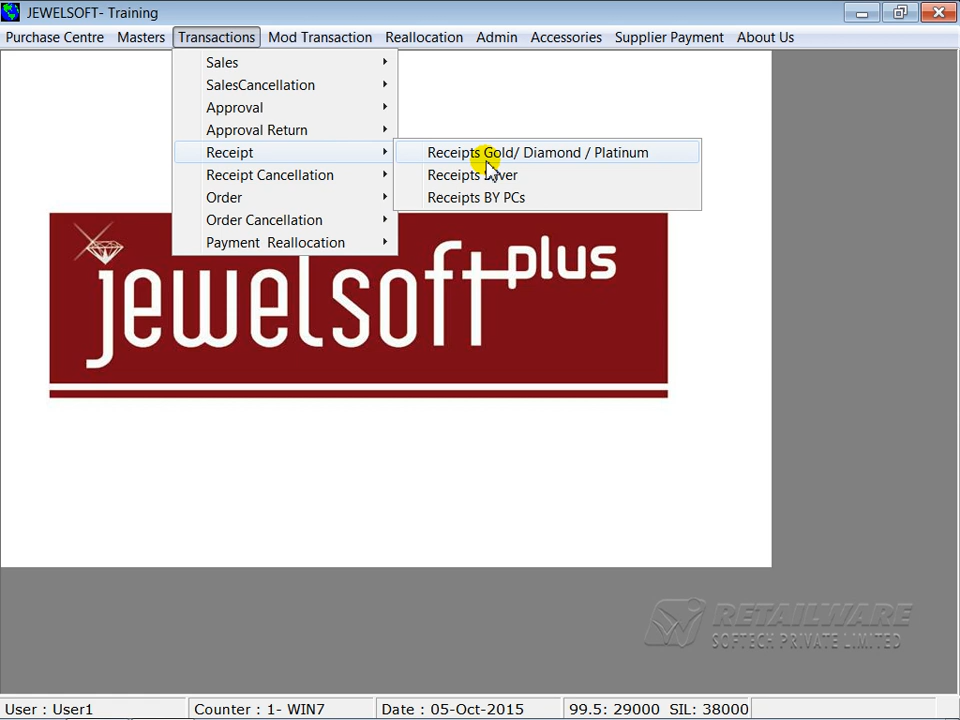 JEWELSOFT- Training
Purchase Centre Masters Transactions Mod Transaction Reallocation Admin Accessories Supplier Payment About Us
Sales
SalesCancellation
Approval
Approval Return
Receipt
Receipts Gold/ Diamond / Platinum
Receipt Cancellation
Receipts
Order
Receipts BY PCs
Order Cancellation
Payment Reallocation
jewelsoft plus
RETAILWARE
SOFTECH PRIVATE LIMITED
User : User1 Counter : 1- WIN7 Date : 05-Oct-2015 99.5: 29000 SIL: 38000